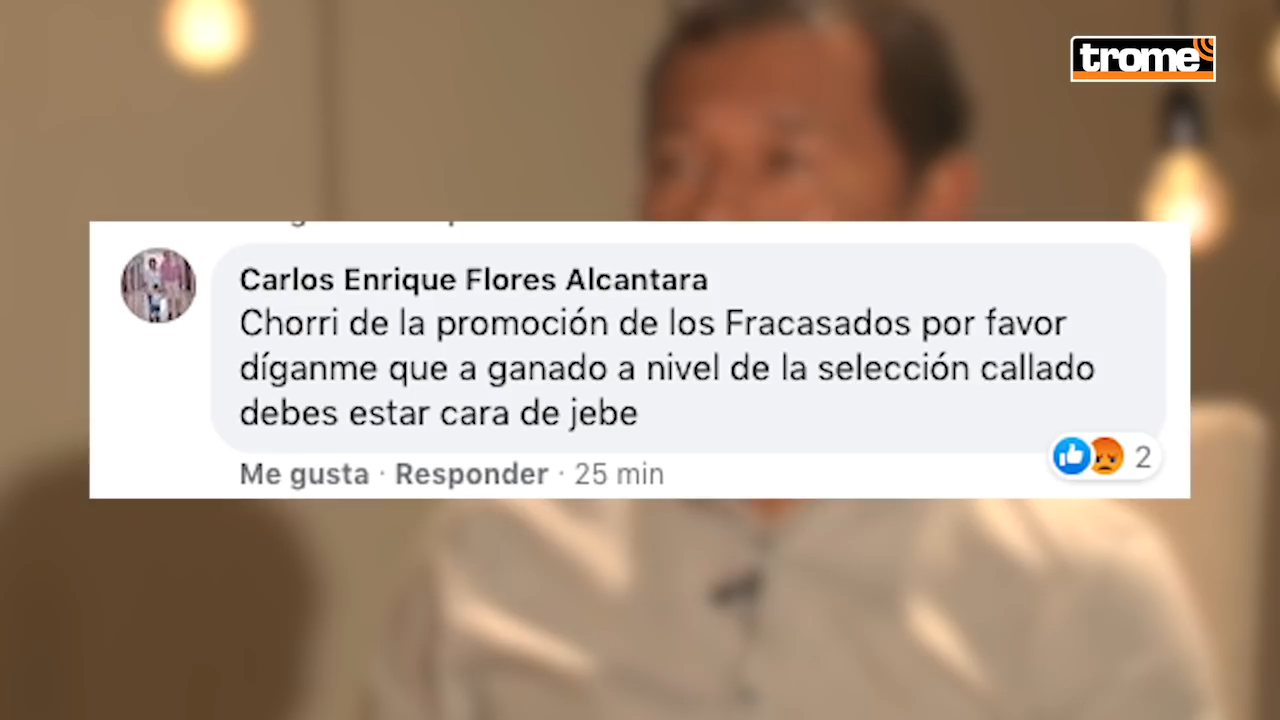 trome
Carlos Enrique Flores Alcantara
Chorri de la promoción de los Fracasados por favor
díganme que a ganado a nivel de la selección callado
debes estar cara de jebe
Me gusta · Responder · 25 min
2